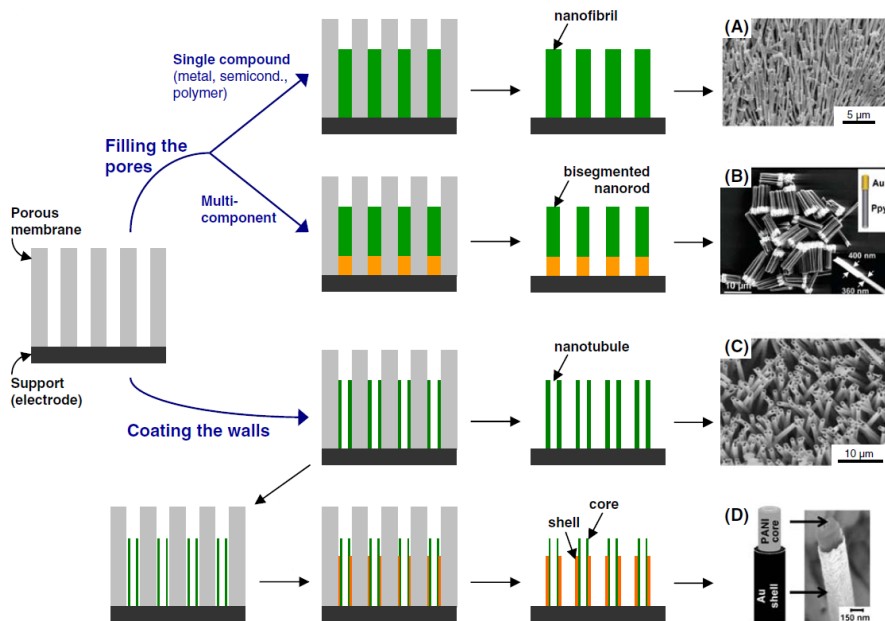 Single compound
(metal, semicond.,
polymer)
nanofibril
(A)
5 µm
Filling the
pores
Multi-
component
bisegmented
nanorod
(B)
Au
Ppy
400 nm
360 nm
10 µm
Porous
membrane
Support
(electrode)
Coating the walls
nanotubule
(C)
10 µm
shell
core
(D)
PANI
core
Au
shell
150 nm